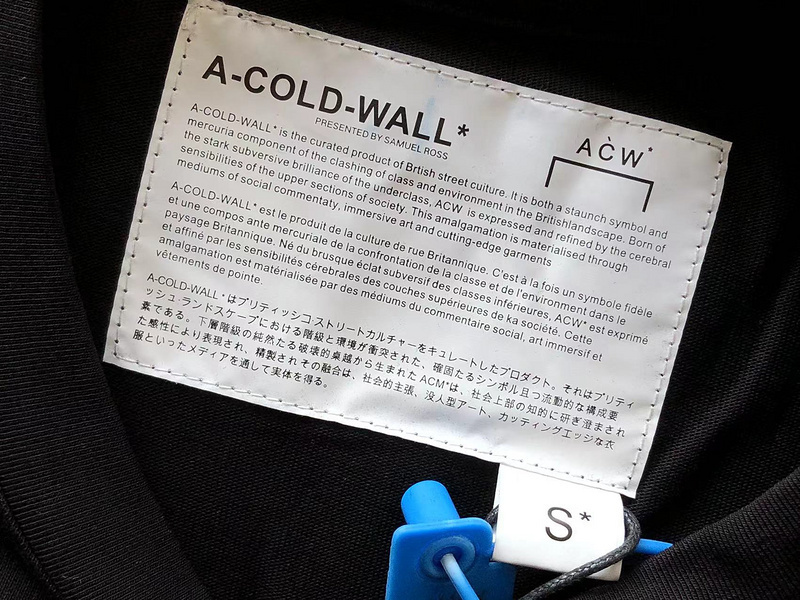 A-COLD-WALL*
PRESENTED BY SAMUEL ROSS
ACW*
A-COLD-WALL* is the curated product of Brtish street cuiture. It is both a staunch symbol and
mercuria component of the clashing of class and environment in the Britishlandscape. Born of
the stark subversive brilliance of the underclass, ACW is expressed and refined by the cerebral
sensibilities of the upper sections of society. This amalgamation is materialised through
mediums of social commentaty, immersive art and cutting-edge garments
A-COLD-WALL* est le produit de la culture de rue Britannique. C'est à la fois un symbole fidèle
et une compos ante mercuriale de la confrontation de la classe et de l'environment dans le
paysage Britannique. Né du brusque éclat subversif des classes inférieures, ACW* est exprimé
et affiné par les sensibilités cérébrales des couches supérieures de ka société. Cette
amalgamation est matérialisée par des médiums du commentaire social, art immersif et
vêtements de pointe.
A-COLD-WALL*はブリティッシコ·ストリートカルチャーをキュレートしたプロダクト。それはブリティ
ッシュ·ランドスケープにおける階級と環境が衝突された、確固たるシンボル且つ流動的な構成要
素である。下層階級の純然たる破壊的卓越から生まれたACM*は、社会上部の知的に研ぎ澄まされ
た感性により表現され、精製されその融合は、社会的主張、没人型アート、カッティングエッジな衣
服といったメディアを通して実体を得る。
S*